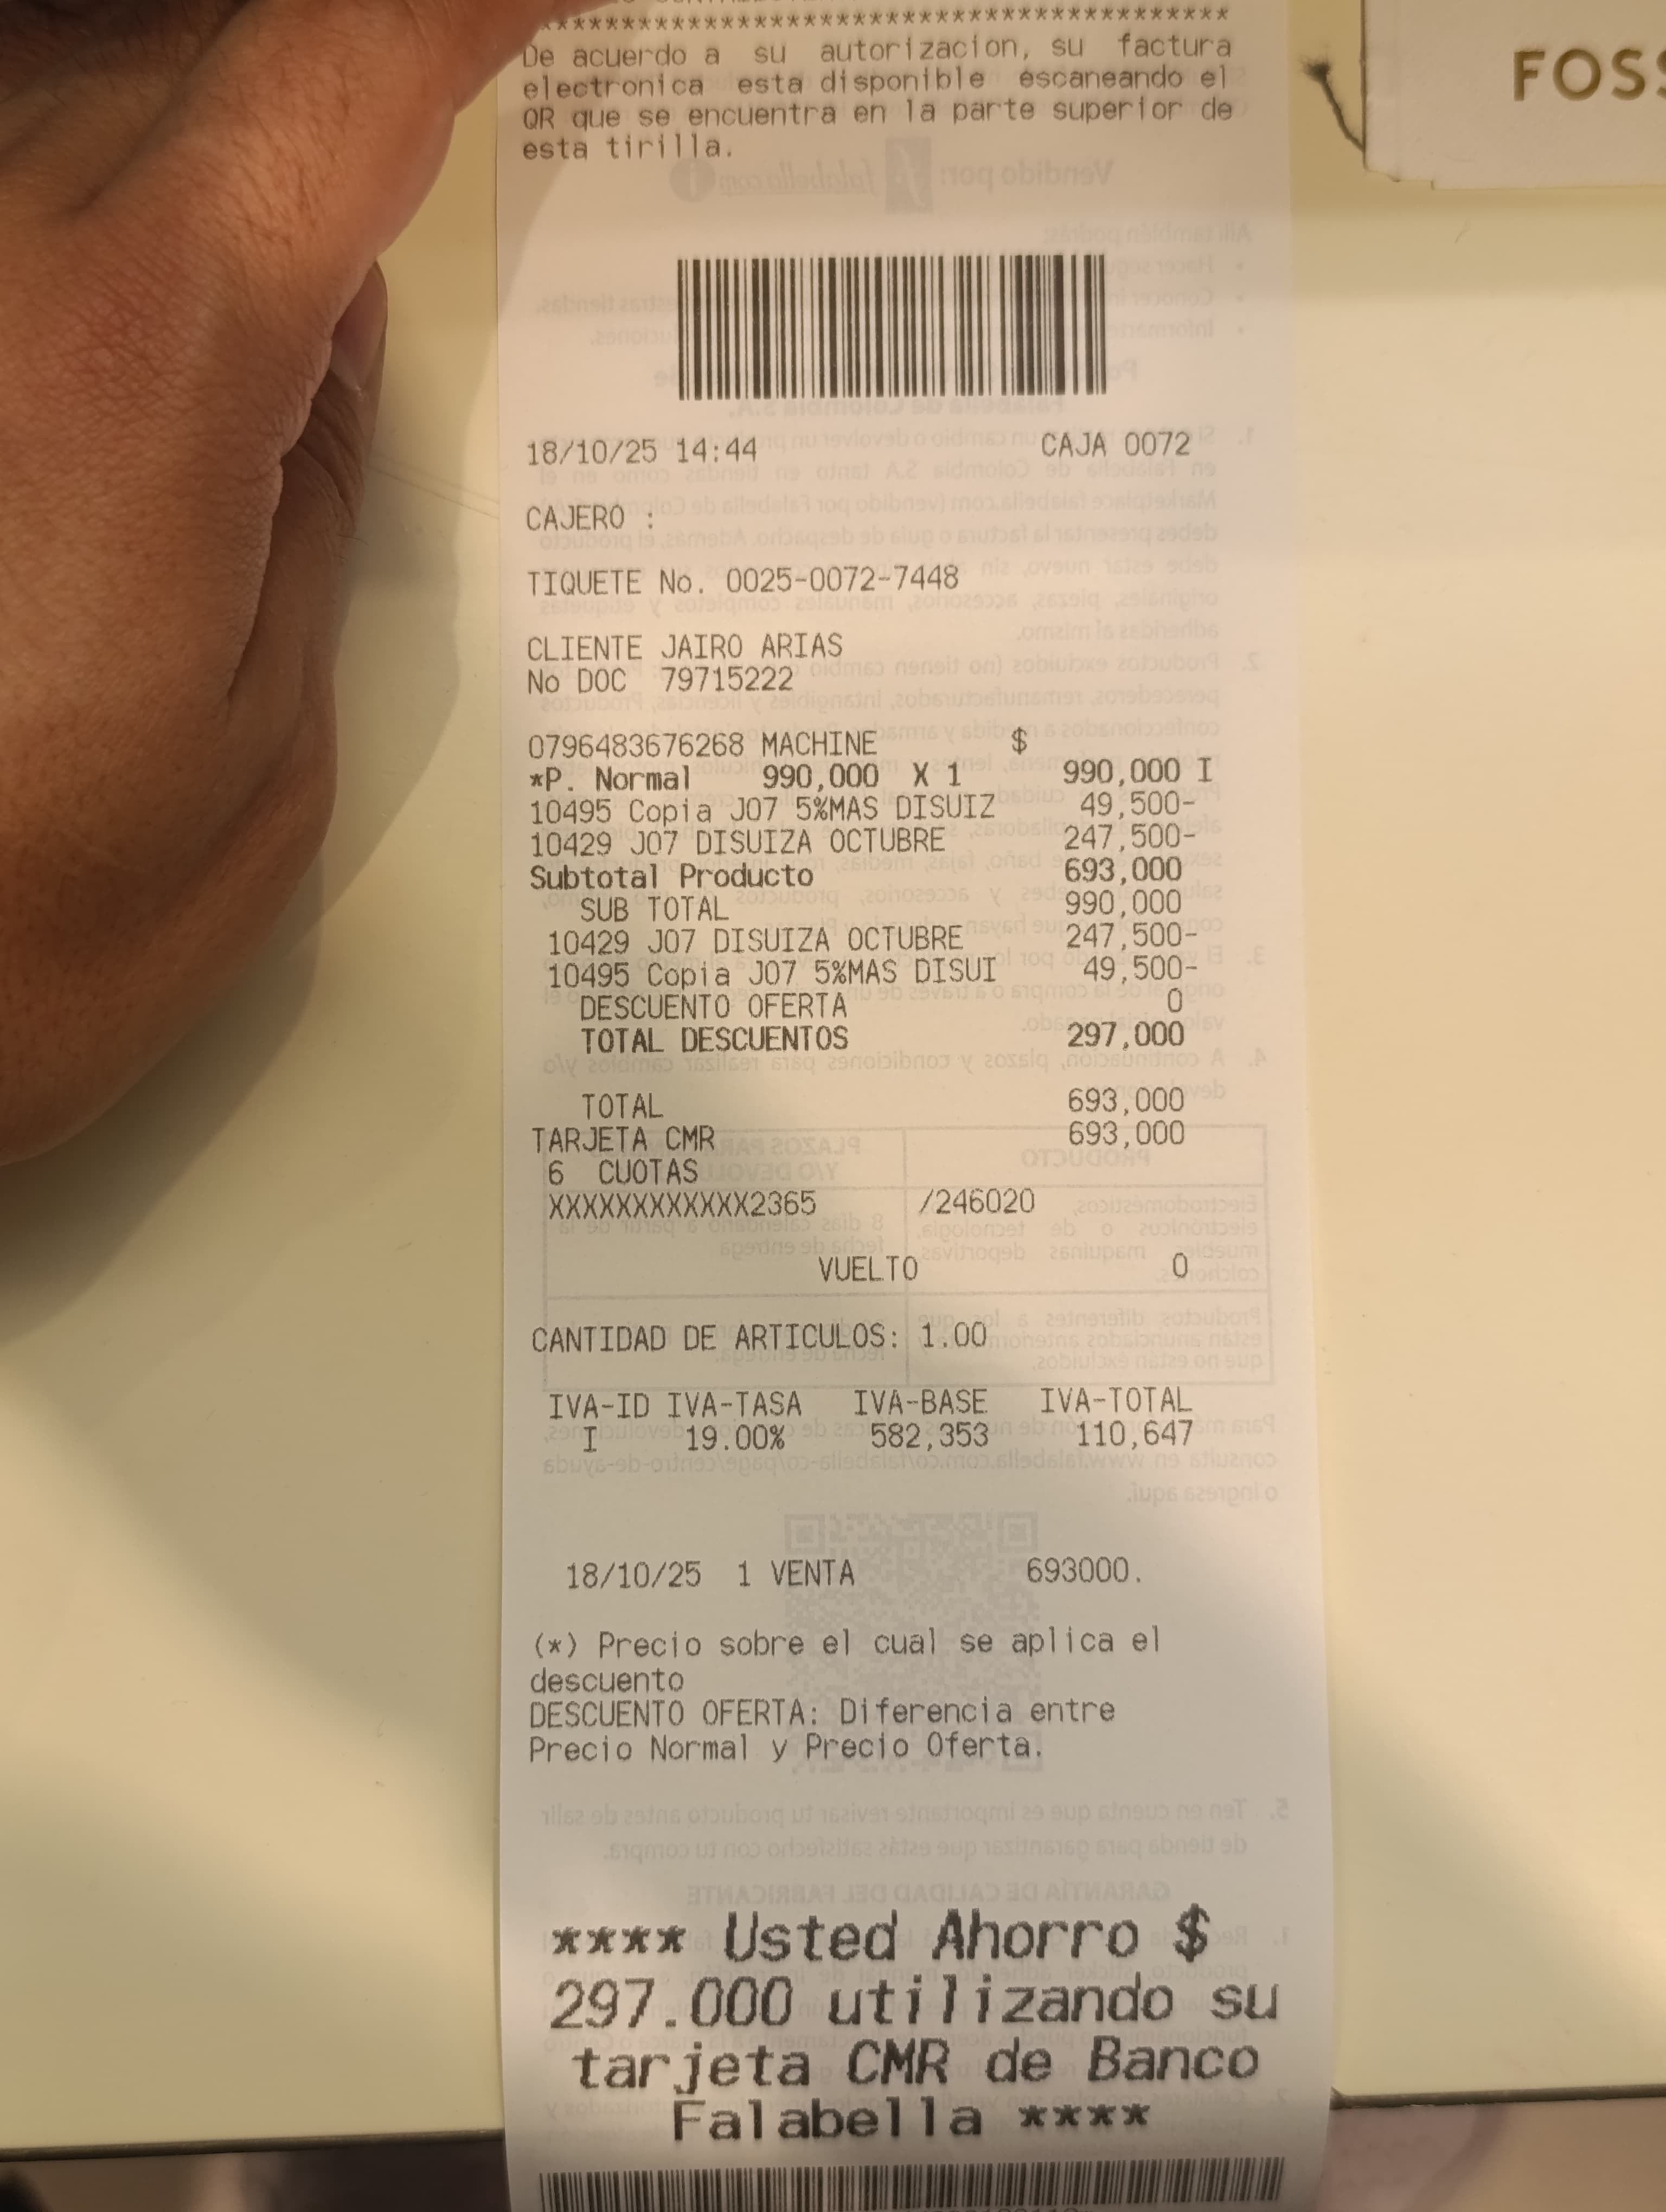 ****************************************
De acuerdo a su autorizacion, su factura
electronica esta disponible escaneando el
QR que se encuentra en la parte superior de
esta tirilla.
FOSS
18/10/25 14:44 CAJA 0072
CAJERO :
TIQUETE No. 0025-0072-7448
CLIENTE JAIRO ARIAS
No DOC 79715222
0796483676268 MACHINE $
*P. Normal 990,000 X 1 990,000 I
10495 Copia J07 5%MAS DISUIZ 49,500-
10429 J07 DISUIZA OCTUBRE 247,500-
Subtotal Producto 693,000
SUB TOTAL 990,000
10429 J07 DISUIZA OCTUBRE 247,500-
10495 Copia J07 5%MAS DISUI 49,500-
DESCUENTO OFERTA 0
TOTAL DESCUENTOS 297,000
TOTAL 693,000
TARJETA CMR 693,000
6 CUOTAS
XXXXXXXXXXXX2365 /246020
VUELTO 0
CANTIDAD DE ARTICULOS: 1.00
IVA-ID IVA-TASA IVA-BASE IVA-TOTAL
I 19.00% 582,353 110,647
18/10/25 1 VENTA 693000.
(*) Precio sobre el cual se aplica el
descuento
DESCUENTO OFERTA: Diferencia entre
Precio Normal y Precio Oferta.
**** Usted Ahorro $
297.000 utilizando su
tarjeta CMR de Banco
Falabella ****